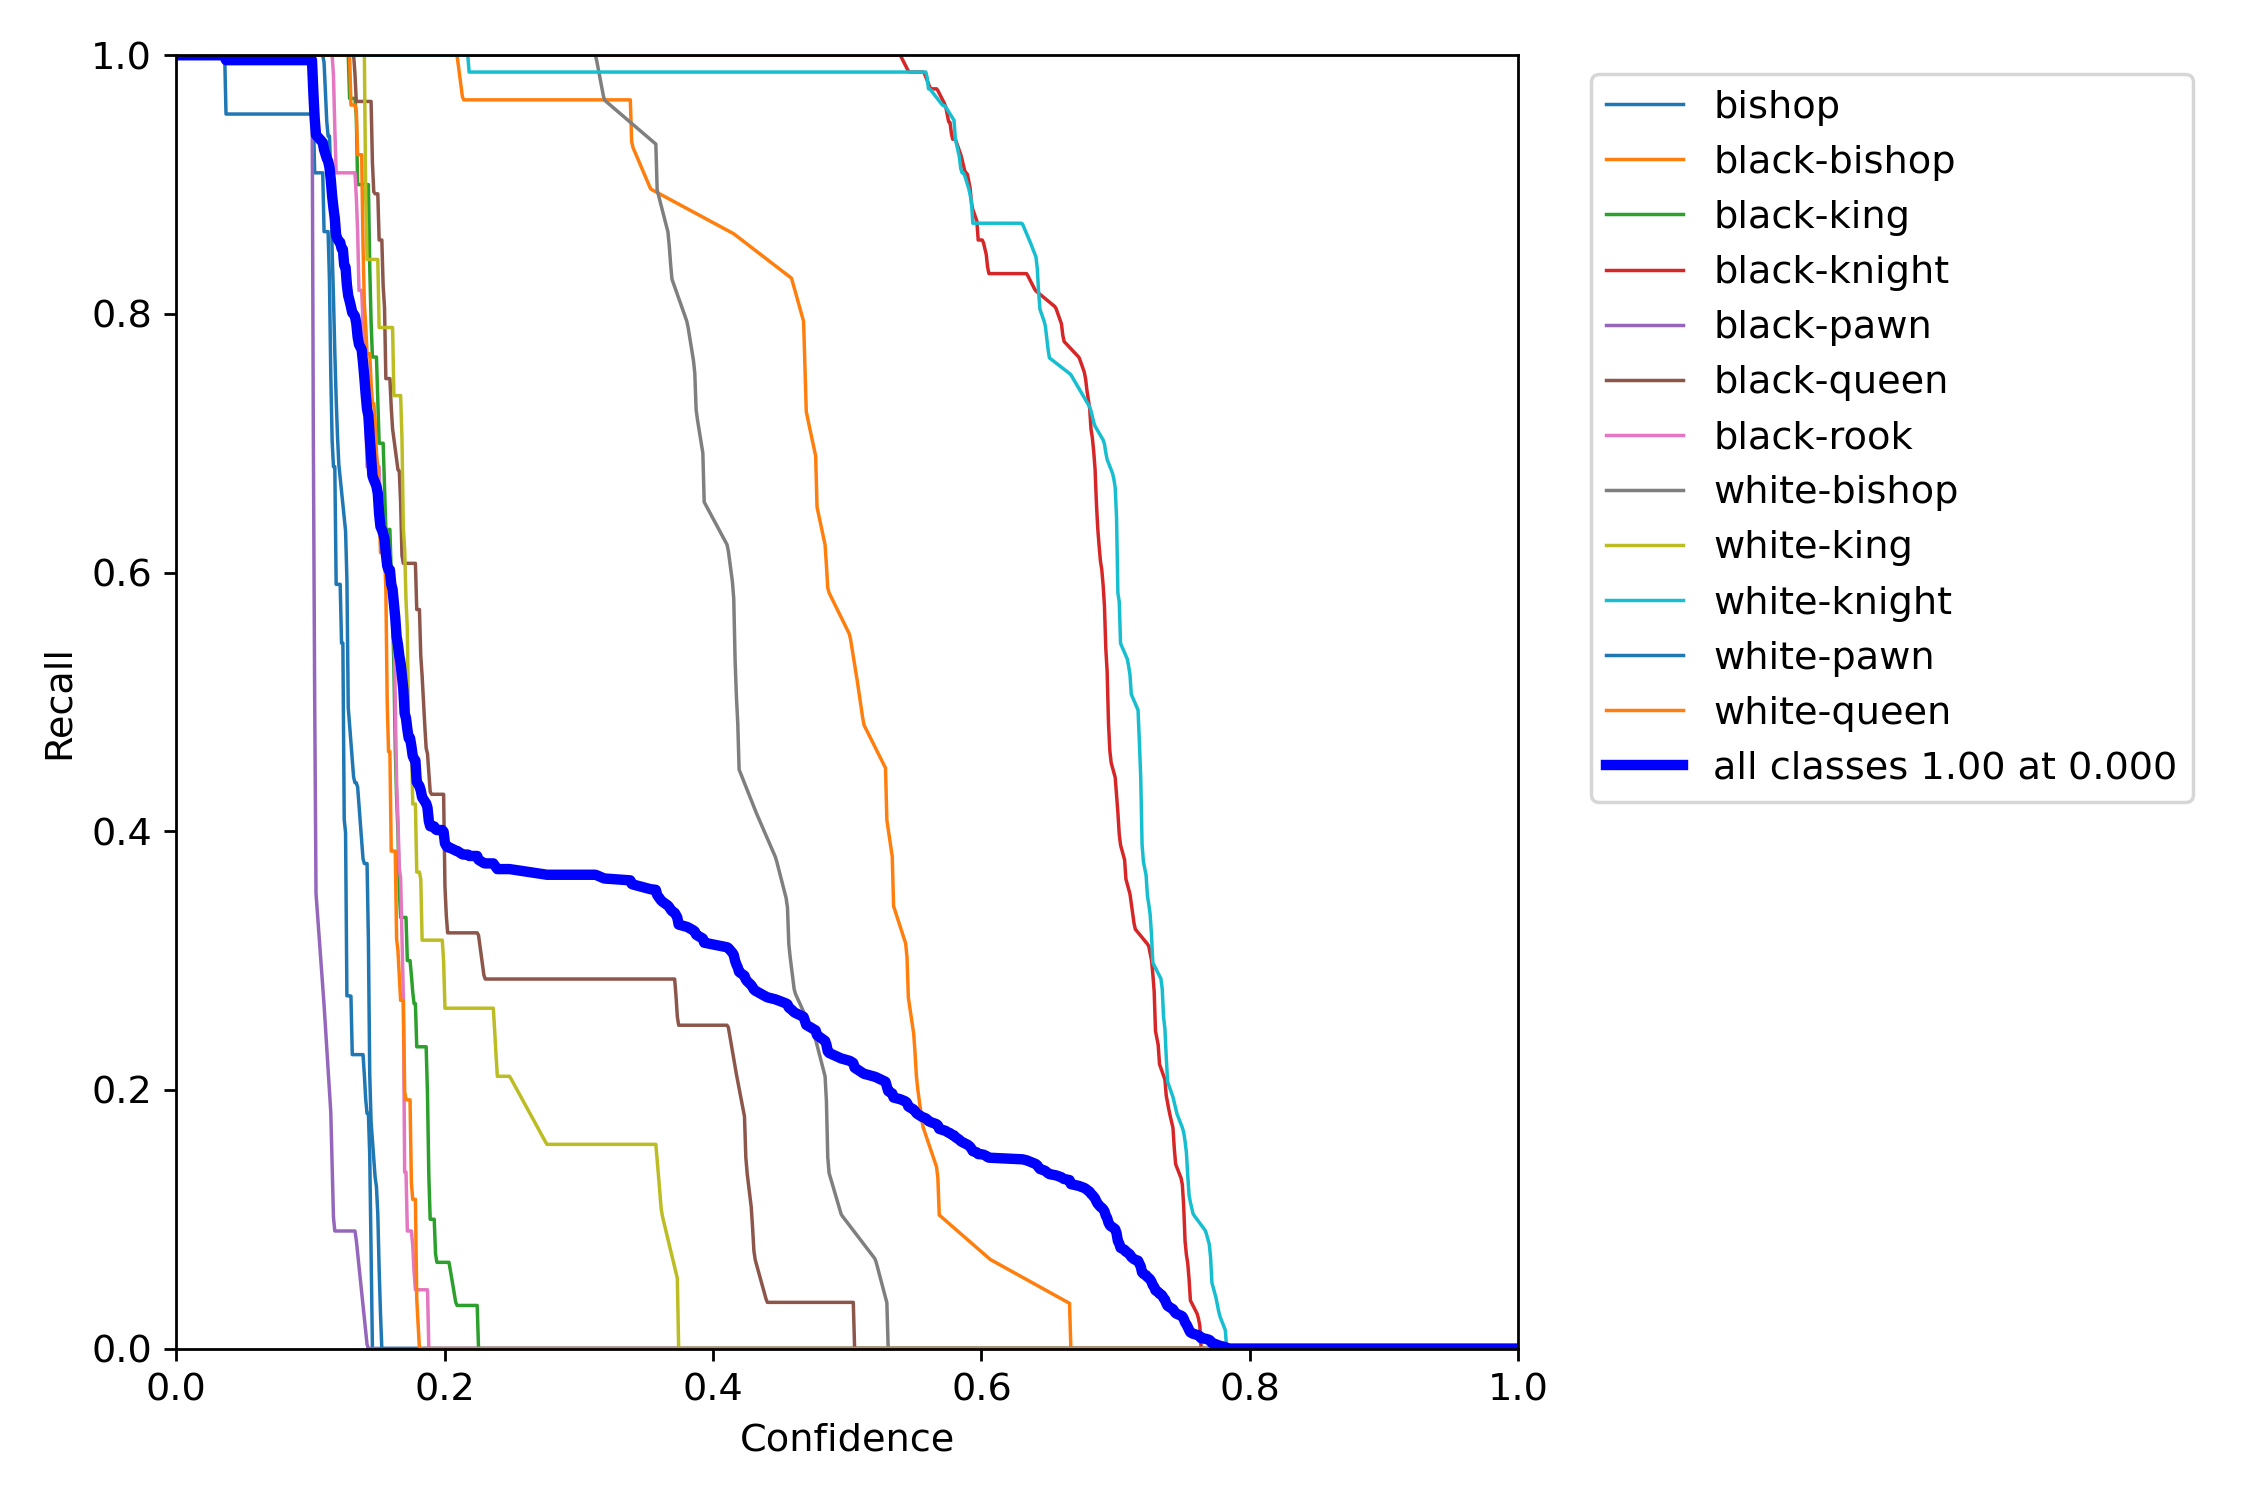 1.0
0.8
0.6
0.4
0.2
0.0
Recall
0.0 0.2 0.4 0.6 0.8 1.0
Confidence
bishop
black-bishop
black-king
black-knight
black-pawn
black-queen
black-rook
white-bishop
white-king
white-knight
white-pawn
white-queen
all classes 1.00 at 0.000